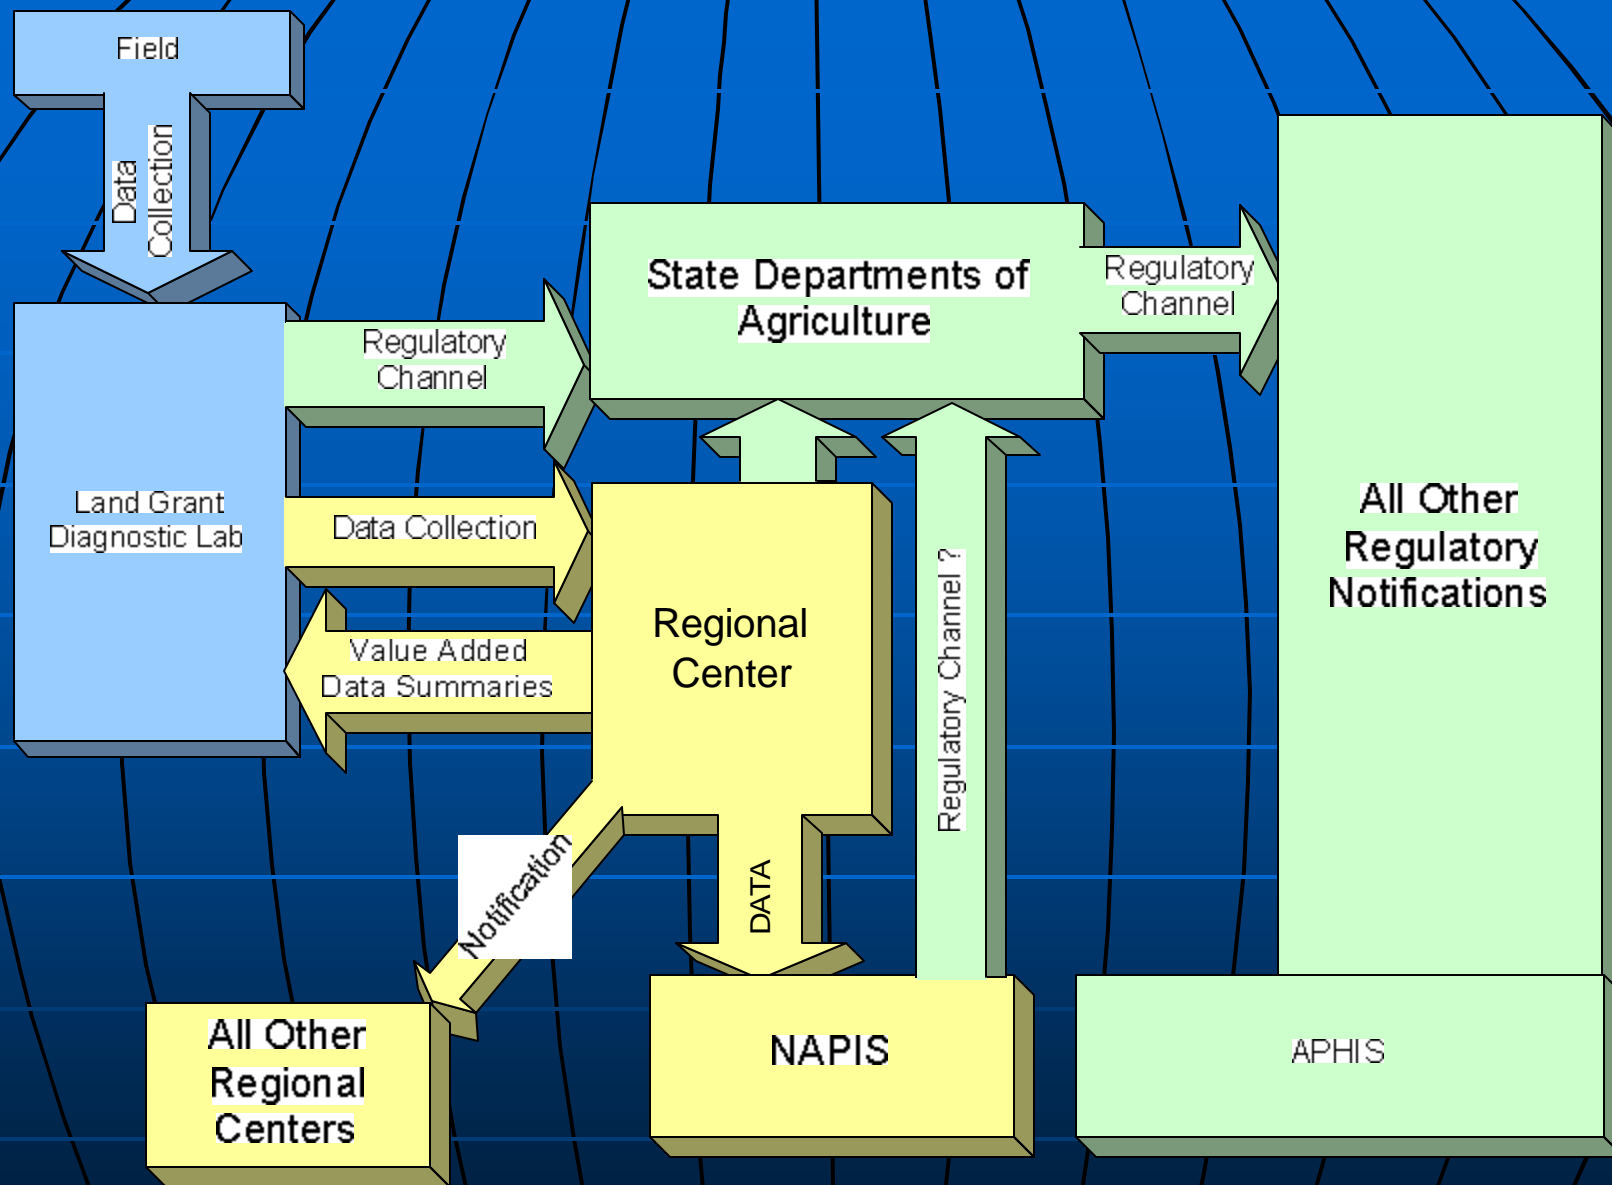 Field
Data
Collection
State Departments of
Agriculture
Regulatory
Channel
Regulatory
Channel
Land Grant
Diagnostic Lab
Data Collection
All Other
Regulatory
Notifications
Regional
Center
Value Added
Data Summaries
Regulatory Channel ?
Notification
DATA
All Other
Regional
Centers
NAPIS
APHIS